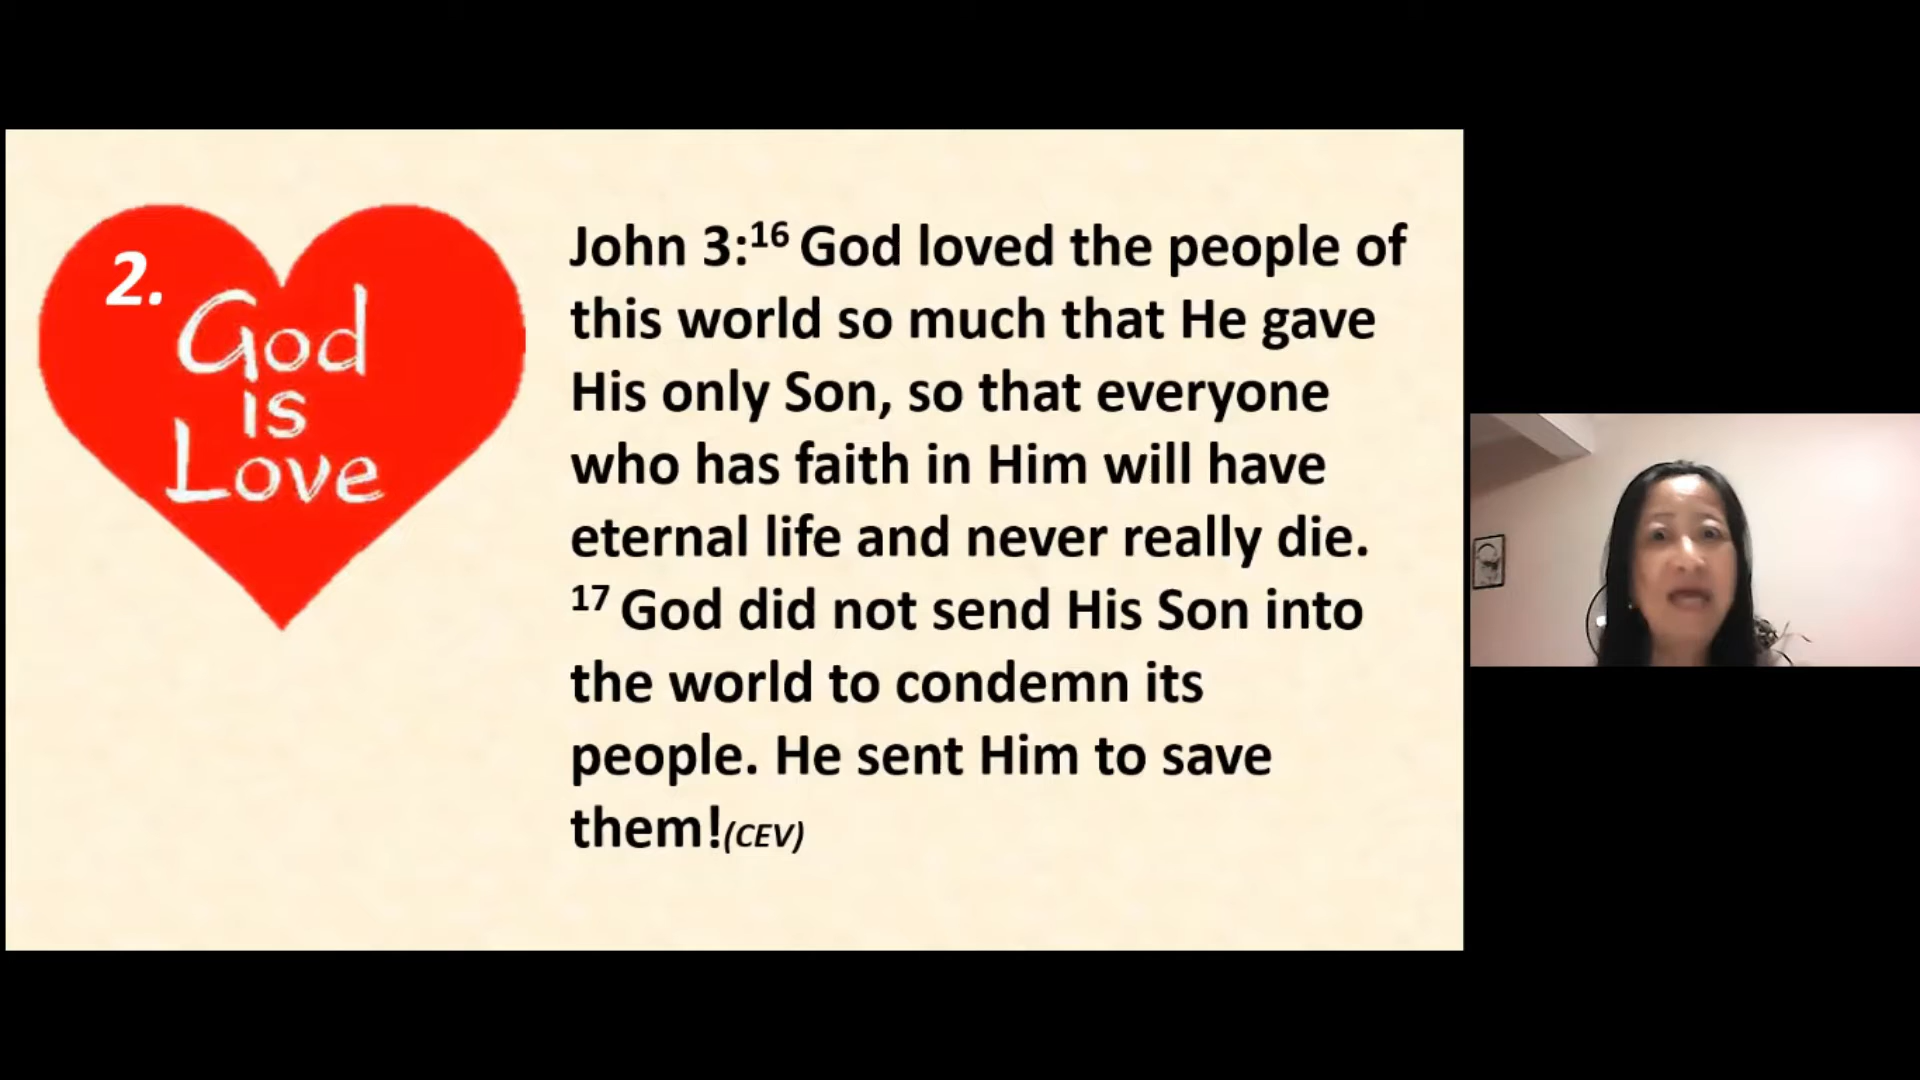 2.
God
is
Love
John 3:¹⁶ God loved the people of
this world so much that He gave
His only Son, so that everyone
who has faith in Him will have
eternal life and never really die.
¹⁷ God did not send His Son into
the world to condemn its
people. He sent Him to save
them!(CEV)